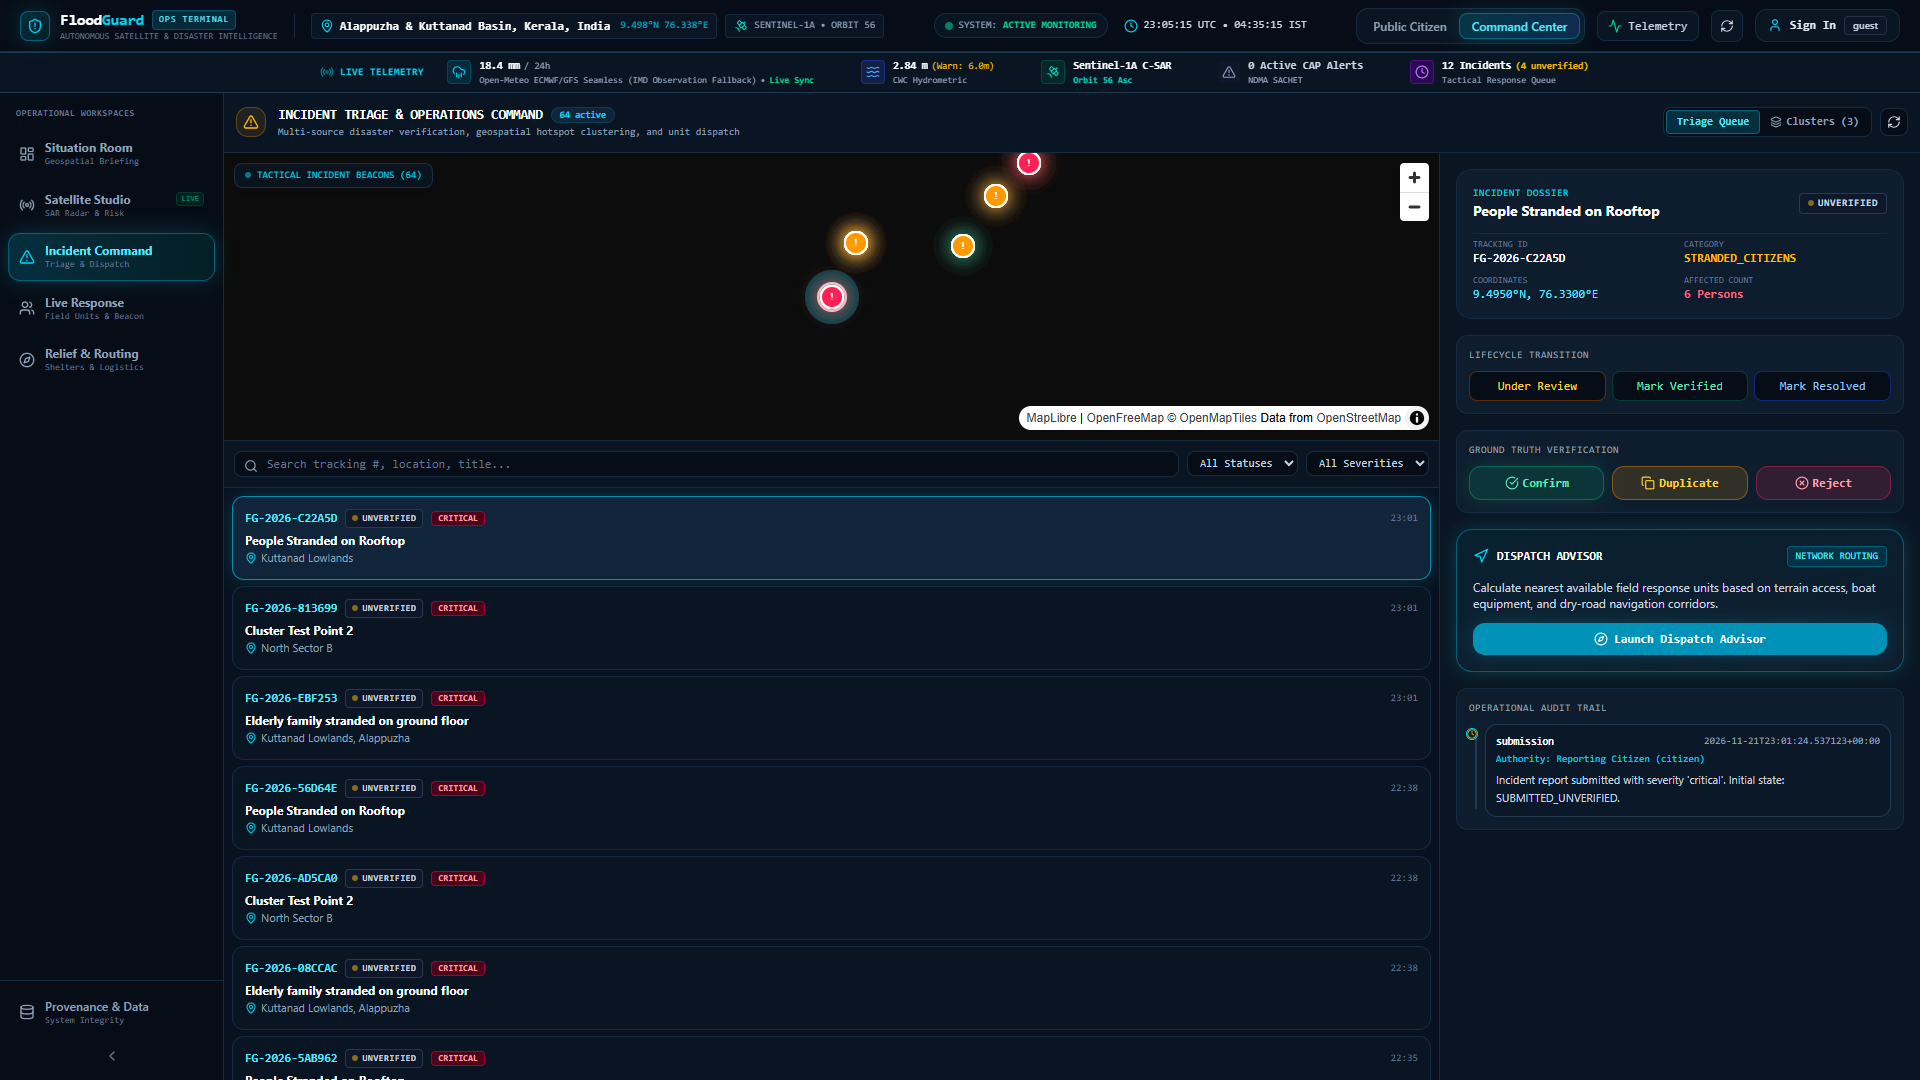 FloodGuard OPS TERMINAL
AUTONOMOUS SATELLITE & DISASTER INTELLIGENCE
Alappuzha & Kuttanad Basin, Kerala, India 9.498°N 76.338°E
SENTINEL-1A • ORBIT 56
SYSTEM: ACTIVE MONITORING
23:05:15 UTC • 04:35:15 IST
Public Citizen
Command Center
Telemetry
Sign In guest
LIVE TELEMETRY
18.4 mm / 24h
Open-Meteo ECMWF/GFS Seamless (IMD Observation Fallback) • Live Sync
2.84 m (Warn: 6.0m)
CWC Hydrometric
Sentinel-1A C-SAR
Orbit 56 Asc
0 Active CAP Alerts
NDMA SACHET
12 Incidents (4 unverified)
Tactical Response Queue
OPERATIONAL WORKSPACES
Situation Room
Geospatial Briefing
Satellite Studio LIVE
SAR Radar & Risk
Incident Command
Triage & Dispatch
Live Response
Field Units & Beacon
Relief & Routing
Shelters & Logistics
Provenance & Data
System Integrity
INCIDENT TRIAGE & OPERATIONS COMMAND 64 active
Multi-source disaster verification, geospatial hotspot clustering, and unit dispatch
Triage Queue
Clusters (3)
TACTICAL INCIDENT BEACONS (64)
!
!
!
!
!
+
−
MapLibre | OpenFreeMap © OpenMapTiles Data from OpenStreetMap
Search tracking #, location, title...
All Statuses
All Severities
FG-2026-C22A5D UNVERIFIED CRITICAL 23:01
People Stranded on Rooftop
Kuttanad Lowlands
FG-2026-813699 UNVERIFIED CRITICAL 23:01
Cluster Test Point 2
North Sector B
FG-2026-EBF253 UNVERIFIED CRITICAL 23:01
Elderly family stranded on ground floor
Kuttanad Lowlands, Alappuzha
FG-2026-56D64E UNVERIFIED CRITICAL 22:38
People Stranded on Rooftop
Kuttanad Lowlands
FG-2026-AD5CA0 UNVERIFIED CRITICAL 22:38
Cluster Test Point 2
North Sector B
FG-2026-08CCAC UNVERIFIED CRITICAL 22:38
Elderly family stranded on ground floor
Kuttanad Lowlands, Alappuzha
FG-2026-5AB962 UNVERIFIED CRITICAL 22:35
People Stranded on Rooftop
INCIDENT DOSSIER
People Stranded on Rooftop
UNVERIFIED
TRACKING ID
FG-2026-C22A5D
CATEGORY
STRANDED_CITIZENS
COORDINATES
9.4950°N, 76.3300°E
AFFECTED COUNT
6 Persons
LIFECYCLE TRANSITION
Under Review
Mark Verified
Mark Resolved
GROUND TRUTH VERIFICATION
Confirm
Duplicate
Reject
DISPATCH ADVISOR
NETWORK ROUTING
Calculate nearest available field response units based on terrain access, boat
equipment, and dry-road navigation corridors.
Launch Dispatch Advisor
OPERATIONAL AUDIT TRAIL
submission 2026-11-21T23:01:24.537123+00:00
Authority: Reporting Citizen (citizen)
Incident report submitted with severity 'critical'. Initial state:
SUBMITTED_UNVERIFIED.